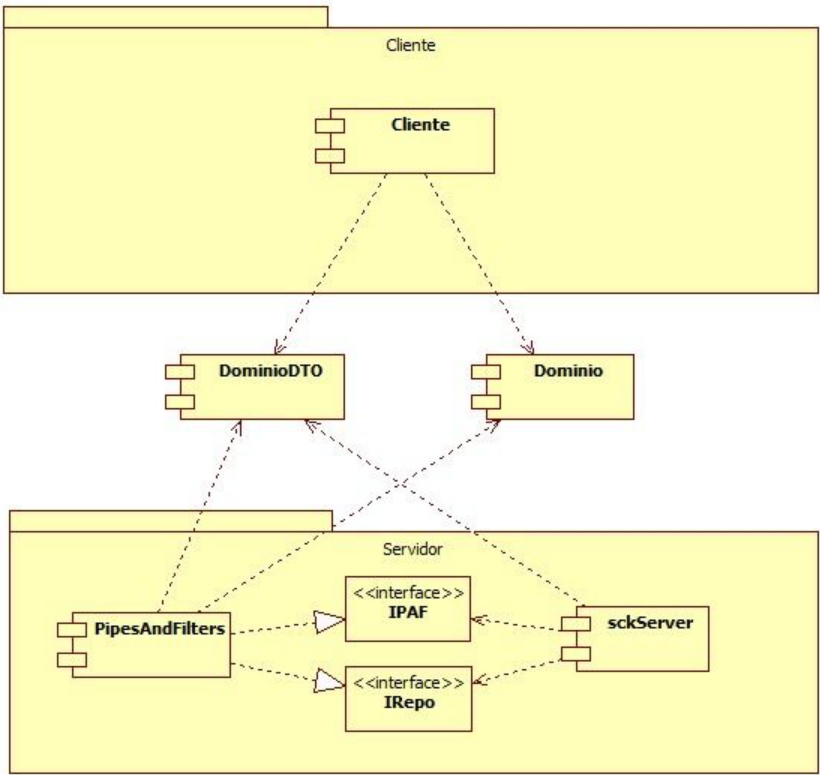 Cliente
Cliente
DominioDTO
Dominio
Servidor
<<interface>>
IPAF
PipesAndFilters
sckServer
<<interface>>
IRepo